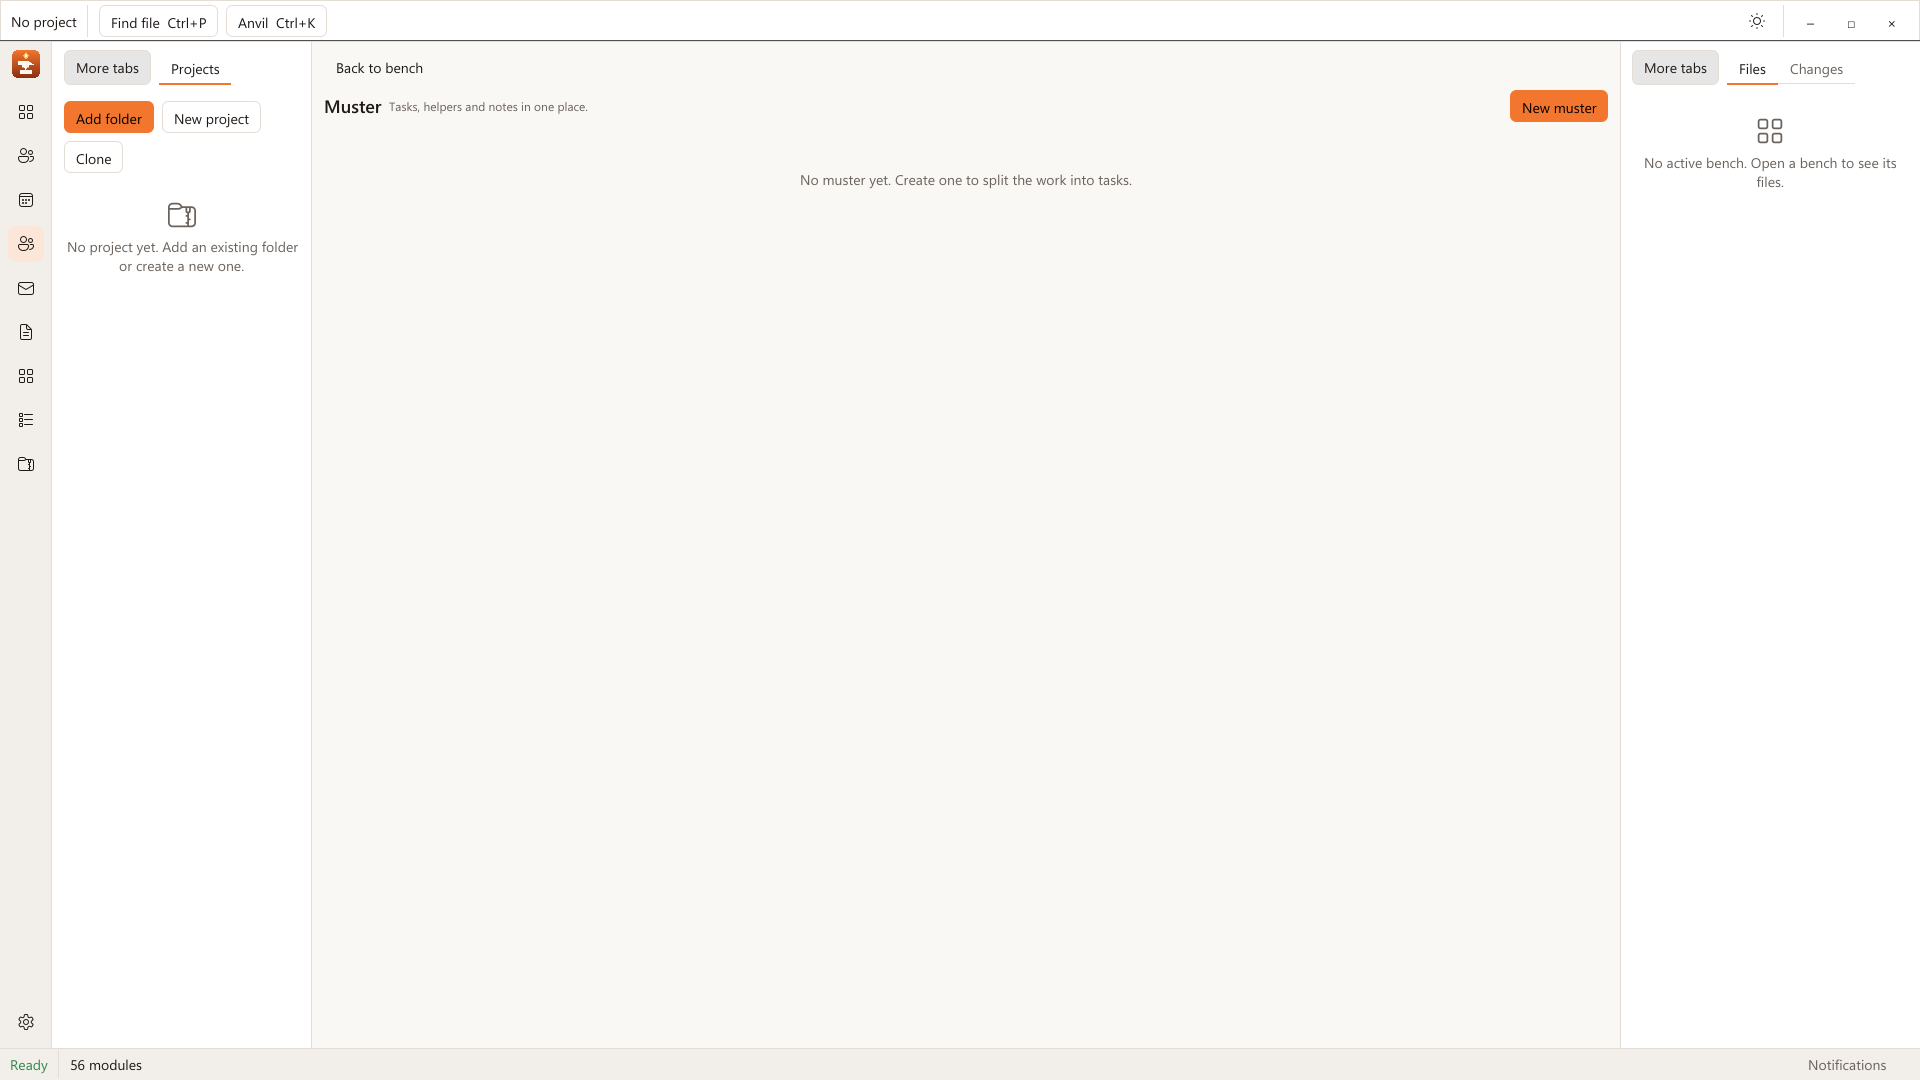 No project
Find file Ctrl+P
Anvil Ctrl+K
More tabs
Projects
Add folder
New project
Clone
No project yet. Add an existing folder
or create a new one.
Back to bench
Muster
Tasks, helpers and notes in one place.
New muster
No muster yet. Create one to split the work into tasks.
More tabs
Files
Changes
No active bench. Open a bench to see its
files.
Ready
56 modules
Notifications